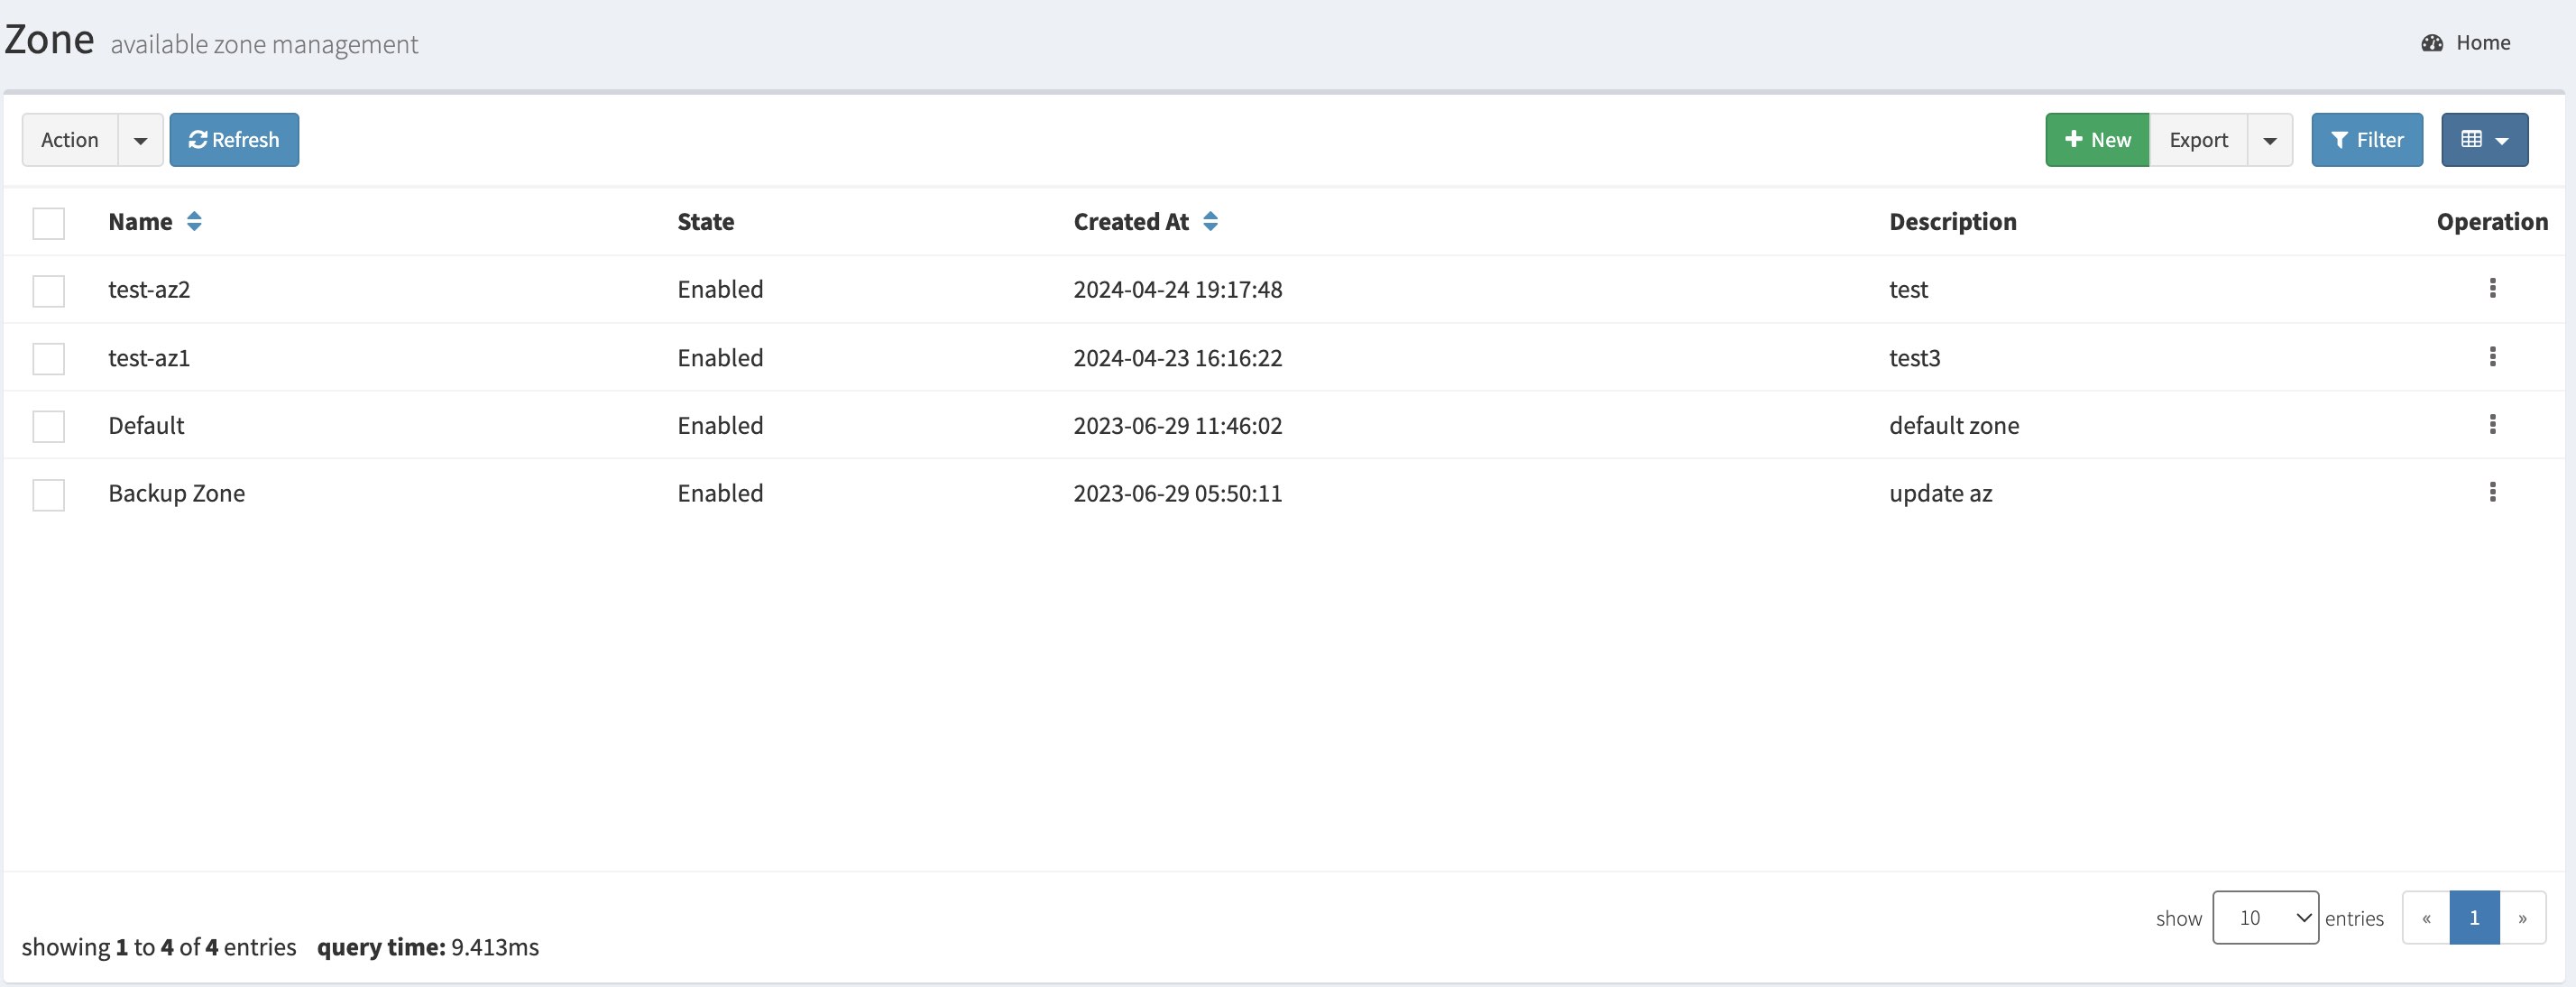 Zone available zone management
Home
Action Refresh New Export Filter
Name State Created At Description Operation
test-az2 Enabled 2024-04-24 19:17:48 test
test-az1 Enabled 2024-04-23 16:16:22 test3
Default Enabled 2023-06-29 11:46:02 default zone
Backup Zone Enabled 2023-06-29 05:50:11 update az
show 10 entries « 1 »
showing 1 to 4 of 4 entries query time: 9.413ms